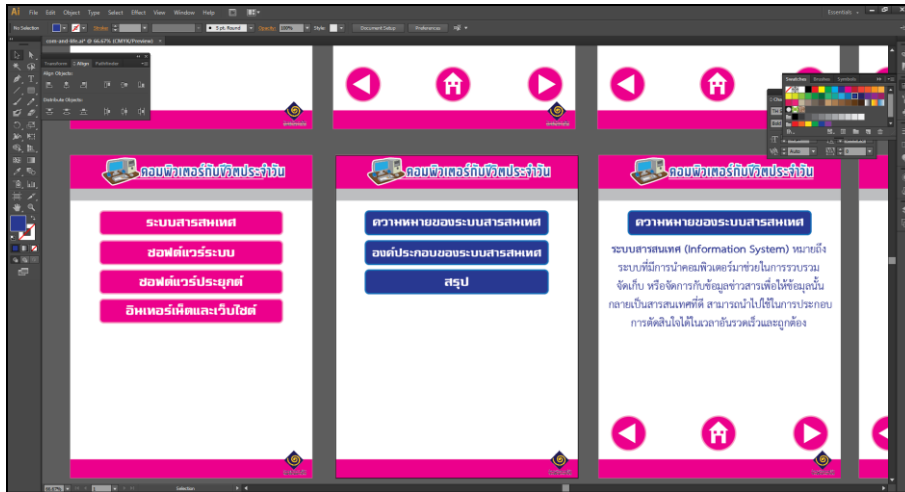 Ai File Edit Object Type Select Effect View Window Help
Essentials
No Selection
Stroke:
5 pt. Round
Opacity: 100%
Style:
Document Setup
Preferences
Transform
Align
Pathfinder
Align Objects:
Distribute Objects:
Swatches Brushes Symbols
Auto
0
คอมพิวเตอร์กับชีวิตประจำวัน
ระบบสารสนเทศ
ซอฟต์แวร์ระบบ
ซอฟต์แวร์ประยุกต์
อินเทอร์เน็ตและเว็บไซต์
คอมพิวเตอร์กับชีวิตประจำวัน
ความหมายของระบบสารสนเทศ
องค์ประกอบของระบบสารสนเทศ
สรุป
คอมพิวเตอร์กับชีวิตประจำวัน
ความหมายของระบบสารสนเทศ
ระบบสารสนเทศ (Information System) หมายถึง
ระบบที่มีการนำคอมพิวเตอร์มาช่วยในการรวบรวม
จัดเก็บ หรือจัดการกับข้อมูลข่าวสารเพื่อให้ข้อมูลนั้น
กลายเป็นสารสนเทศที่ดี สามารถนำไปใช้ในการประกอบ
การตัดสินใจได้ในเวลาอันรวดเร็วและถูกต้อง
66.67%
1
Selection